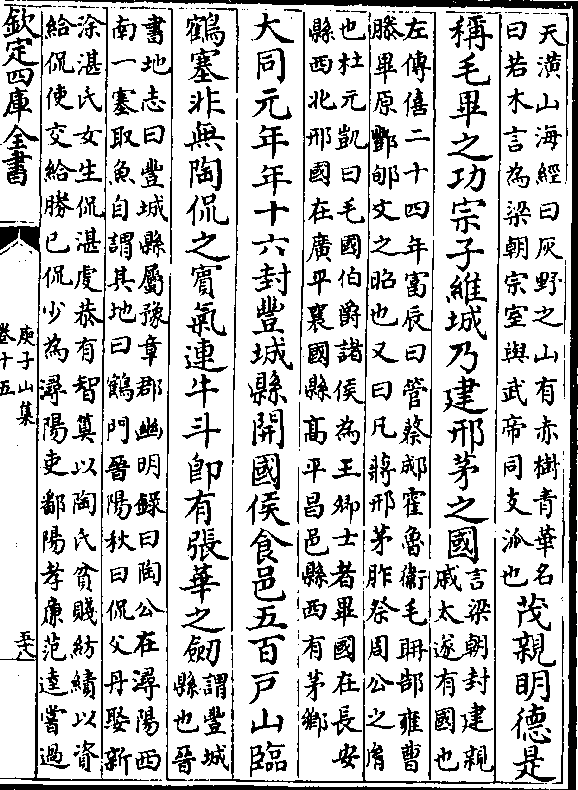 天潢山海經曰灰野之山有赤樹青華名
曰若木言為梁朝宗室與武帝同支派也
茂親明德是
稱毛畢之功宗子維城乃建邢茅之國
言梁朝封建親
戚太遂有國也
左傳僖二十四年富辰曰管蔡郕霍魯衛毛聃郜雍曹
滕畢原酆郇文之昭也又曰凡蔣邢茅胙祭周公之胤
也杜元凱曰毛國伯爵諸侯為王卿士者畢國在長安
縣西北邢國在廣平襄國縣高平昌邑縣西有茅鄉
大同元年年十六封豐城縣開國侯食邑五百戸山臨
鶴塞非無陶侃之賓氣連牛斗卽有張華之劒
謂豐城
縣也晉
書地志曰豐城縣屬豫章郡幽明録曰陶公在潯陽西
南一塞取魚自謂其地曰鶴門晉陽秋曰侃父丹娶新
淦湛氏女生侃湛虔恭有智算以陶氏貧賤紡績以資
給侃使交給勝已侃少為潯陽吏鄱陽孝廉范逵嘗過
欽定四庫全書
庾子山集
卷十五